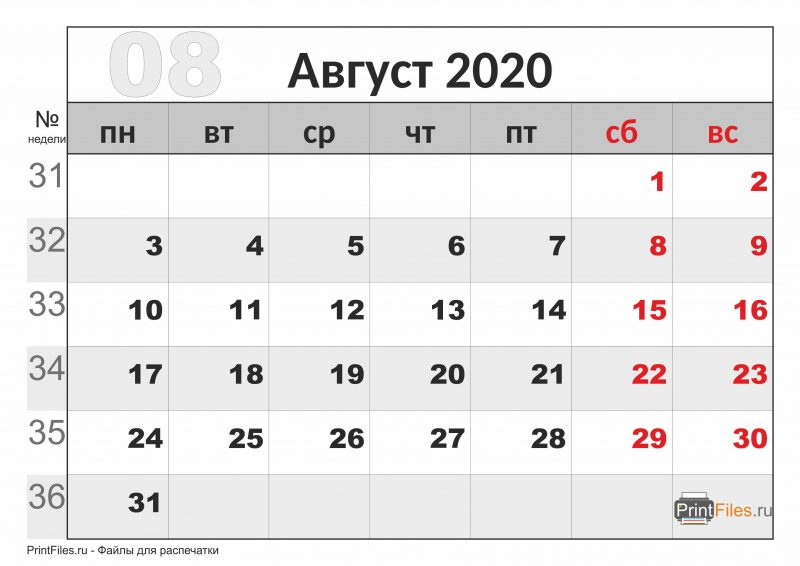 08 Август 2020
№
недели
пн вт ср чт пт сб вс
31 1 2
32 3 4 5 6 7 8 9
33 10 11 12 13 14 15 16
34 17 18 19 20 21 22 23
35 24 25 26 27 28 29 30
36 31
PrintFiles.ru
PrintFiles.ru - Файлы для распечатки